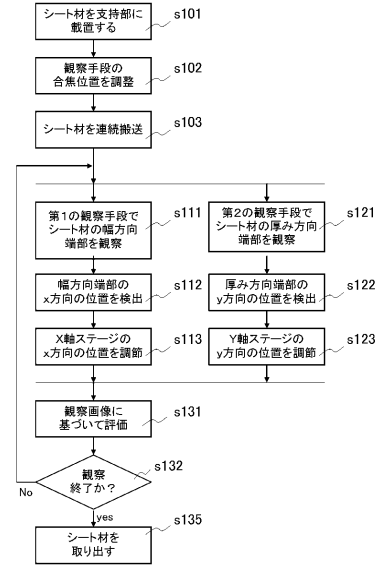 シート材を支持部に
載置する
s101
観察手段の
合焦位置を調整
s102
シート材を連続搬送
s103
第1の観察手段で
シート材の幅方向
端部を観察
s111
第2の観察手段で
シート材の厚み方向
端部を観察
s121
幅方向端部の
x方向の位置を検出
s112
厚み方向端部の
y方向の位置を検出
s122
X軸ステージの
x方向の位置を調節
s113
Y軸ステージの
y方向の位置を調節
s123
観察画像に
基づいて評価
s131
観察
終了か?
s132
No
yes
シート材を
取り出す
s135